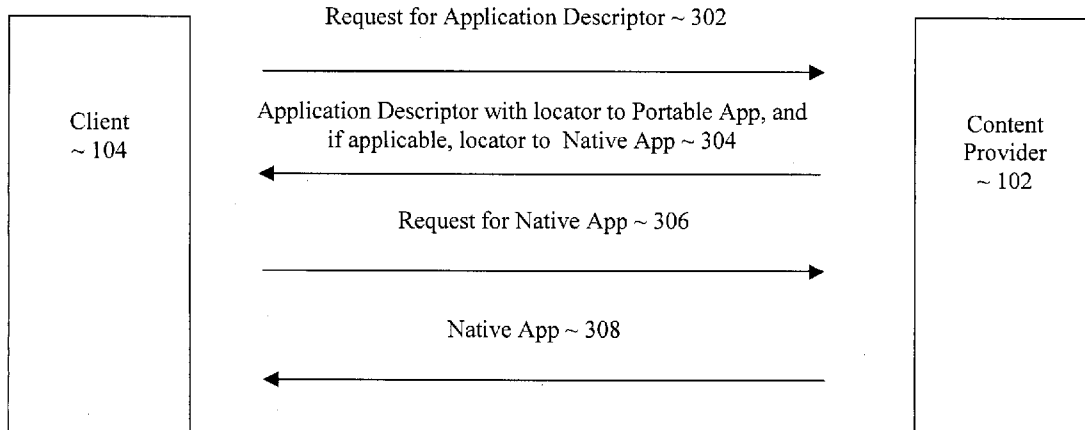 Request for Application Descriptor ~ 302
Client
~ 104
Application Descriptor with locator to Portable App, and
if applicable, locator to Native App ~ 304
Content
Provider
~ 102
Request for Native App ~ 306
Native App ~ 308